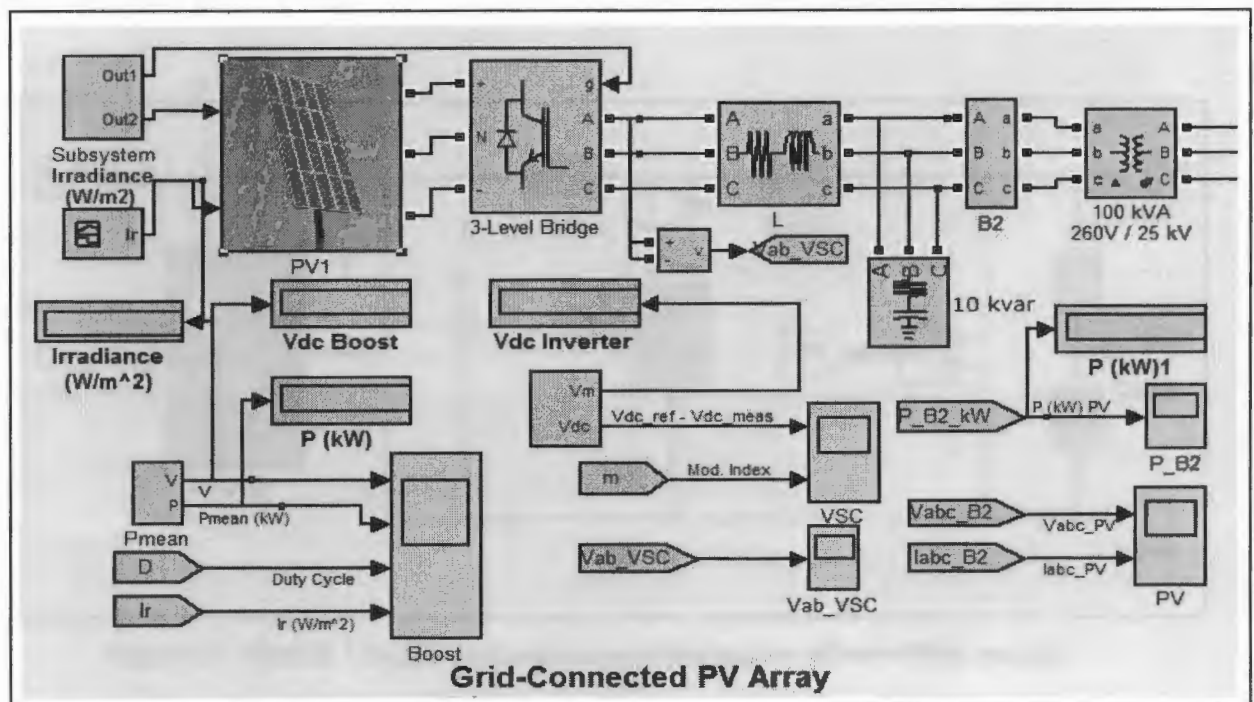 Out1
Out2
Subsystem
Irradiance
(W/m2)
Ir
PV1
+
N
-
g
A
B
C
3-Level Bridge
A
B
C
a
b
c
L
A
B
C
a
b
c
B2
a
b
c
A
B
C
100 kVA
260V / 25 kV
+
-
v
Vab_VSC
A
B
C
10 kvar
Irradiance
(W/m^2)
Vdc Boost
P (kW)
Vdc Inverter
P (kW)1
Vm
Vdc
Vdc_ref - Vdc_meas
m
Mod. Index
VSC
P_B2_kW
P (kW) PV
P_B2
V
P
V
Pmean (kW)
Pmean
D
Duty Cycle
Ir
Ir (W/m^2)
Boost
Vab_VSC
Vab_VSC
Vabc_B2
Vabc_PV
Iabc_B2
Iabc_PV
PV
Grid-Connected PV Array